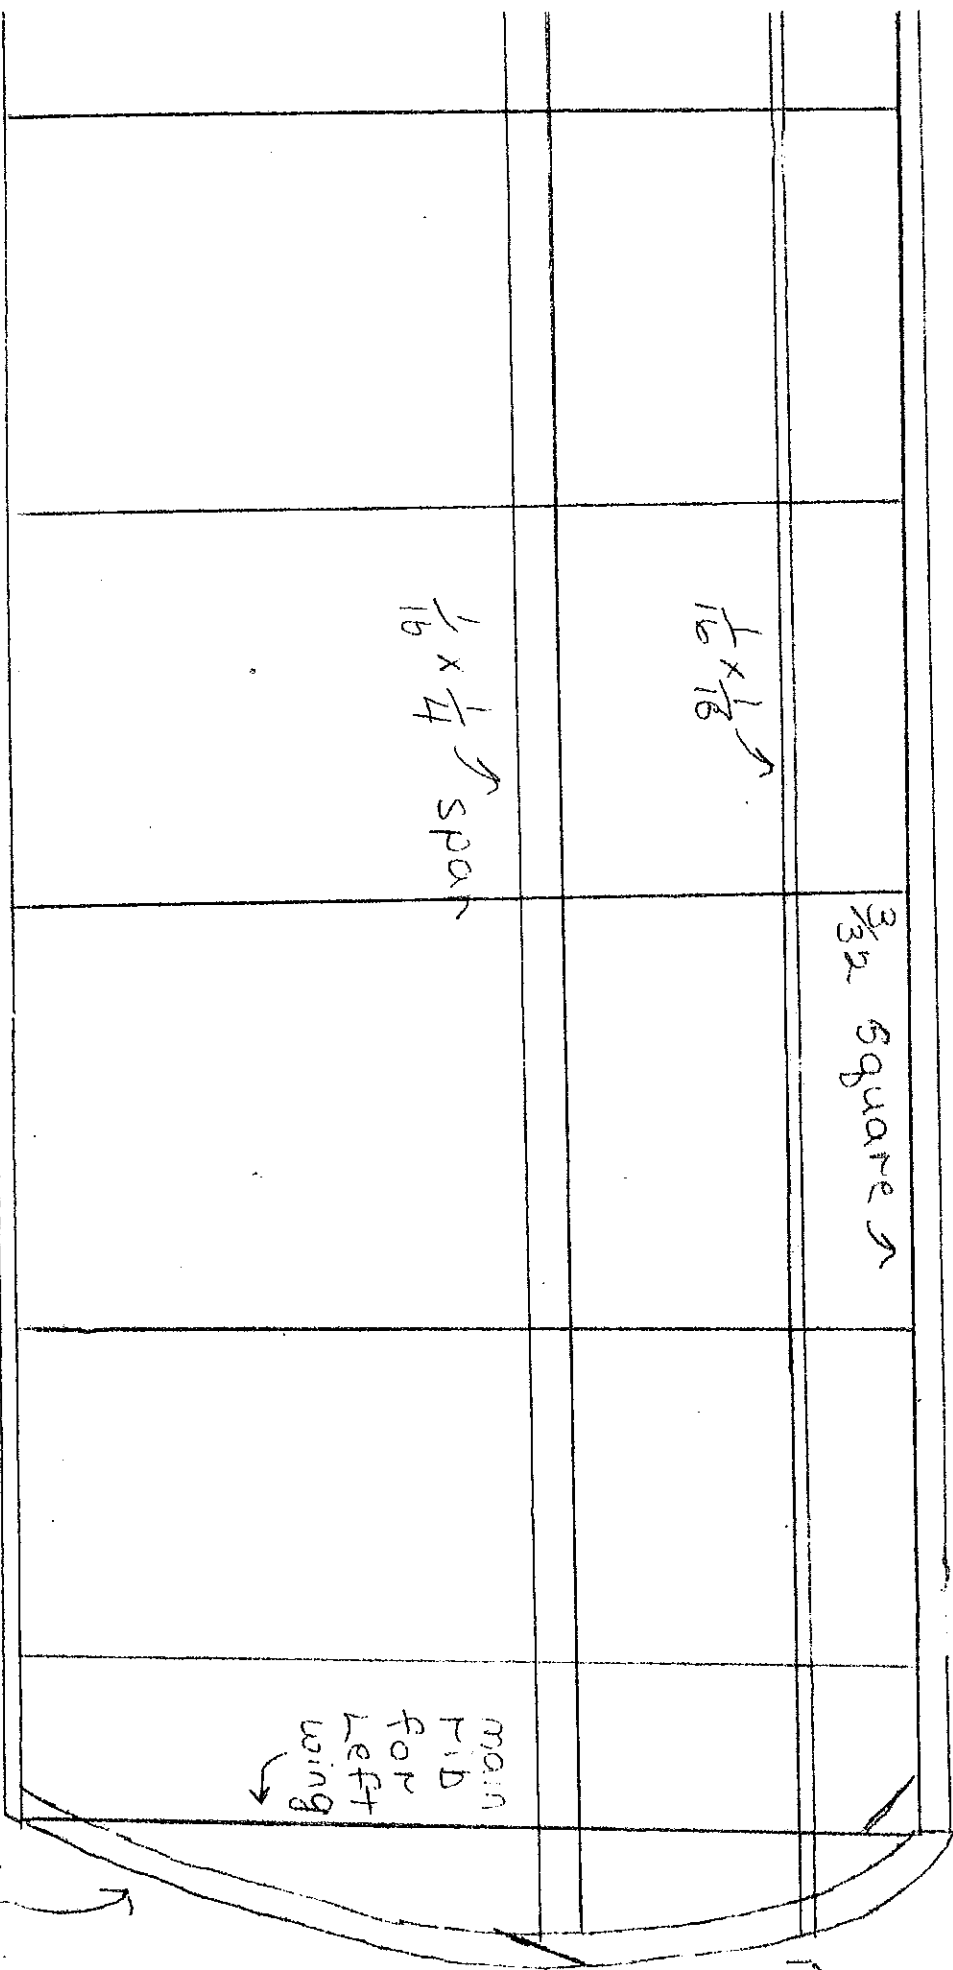 3/32 square
1/16 x 1/16
1/16 x 1/4 spar
main
rib
for
Left
wing